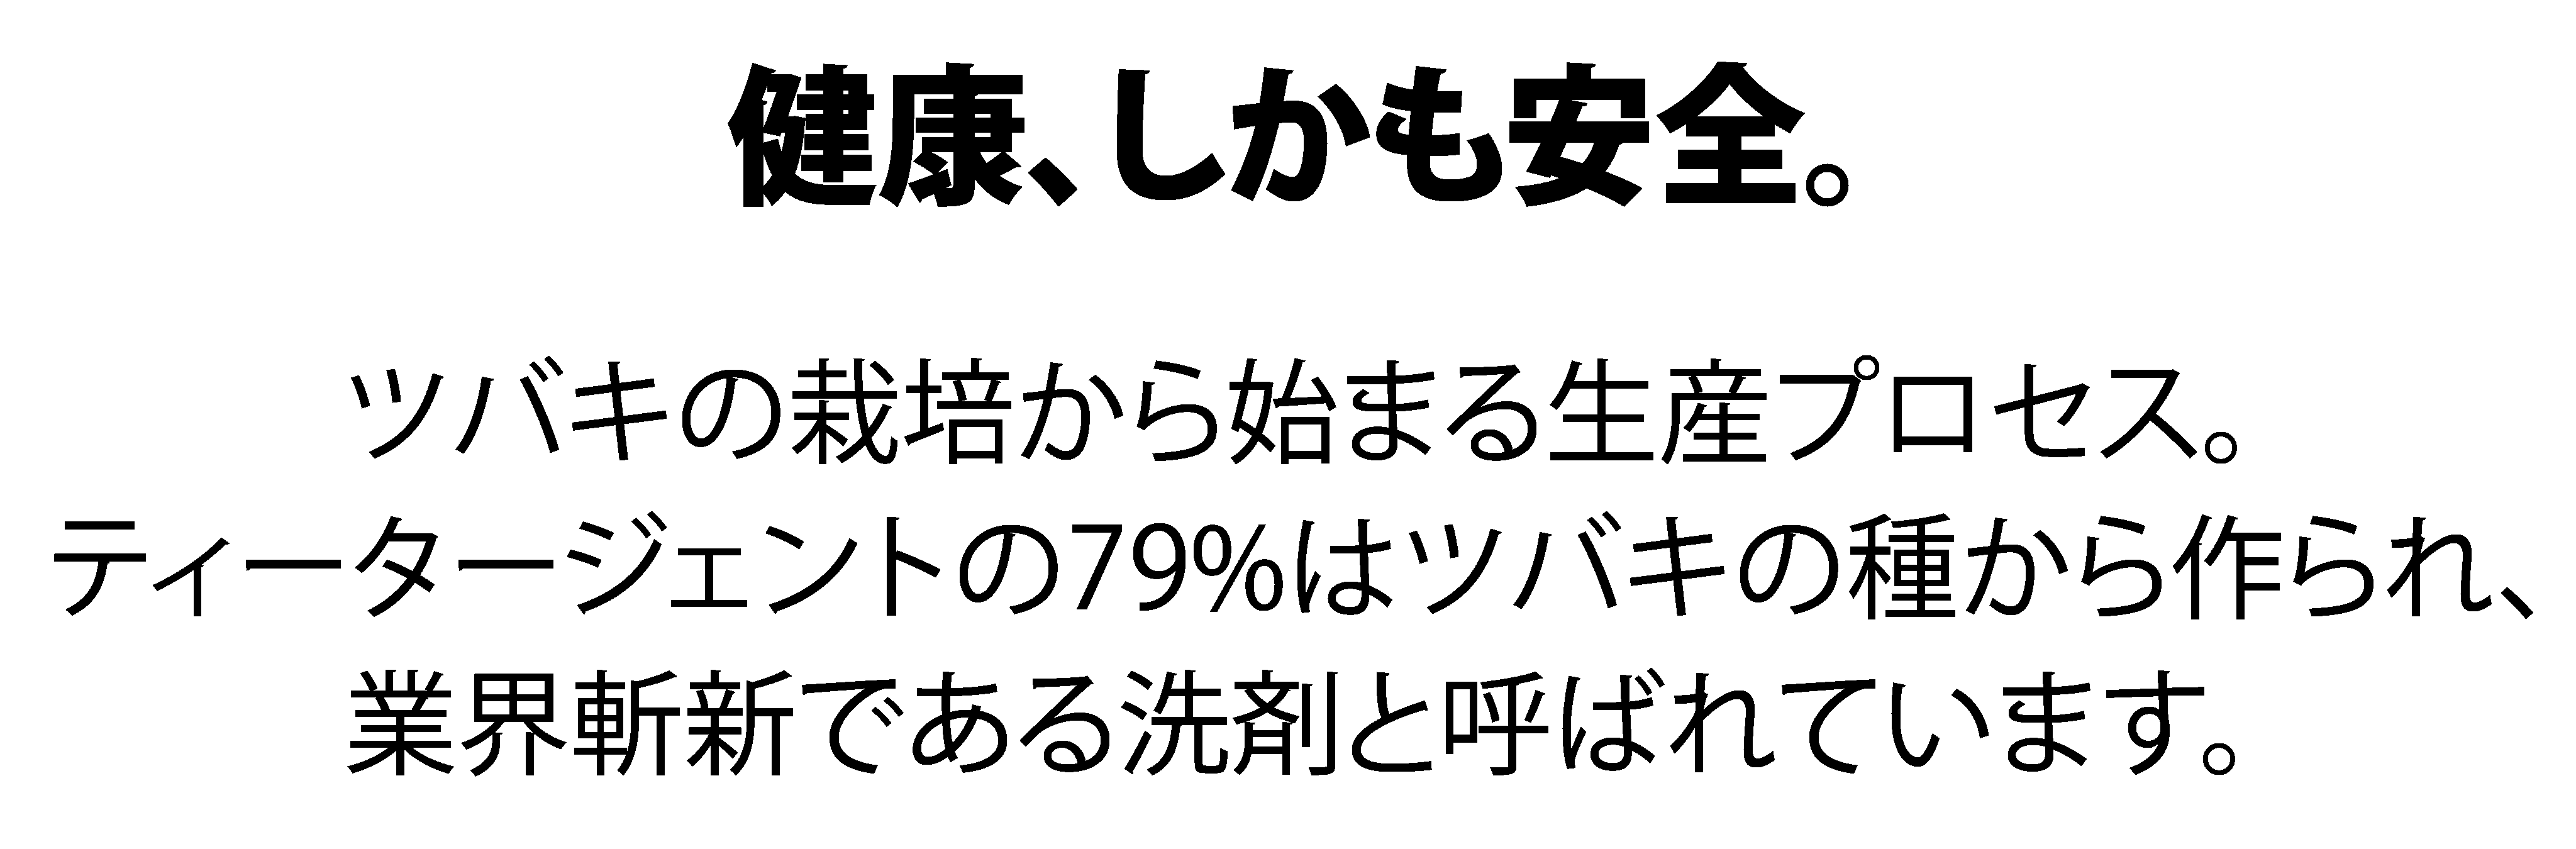 健康、しかも安全。
ツバキの栽培から始まる生産プロセス。
ティータージェントの79%はツバキの種から作られ、
業界斬新である洗剤と呼ばれています。